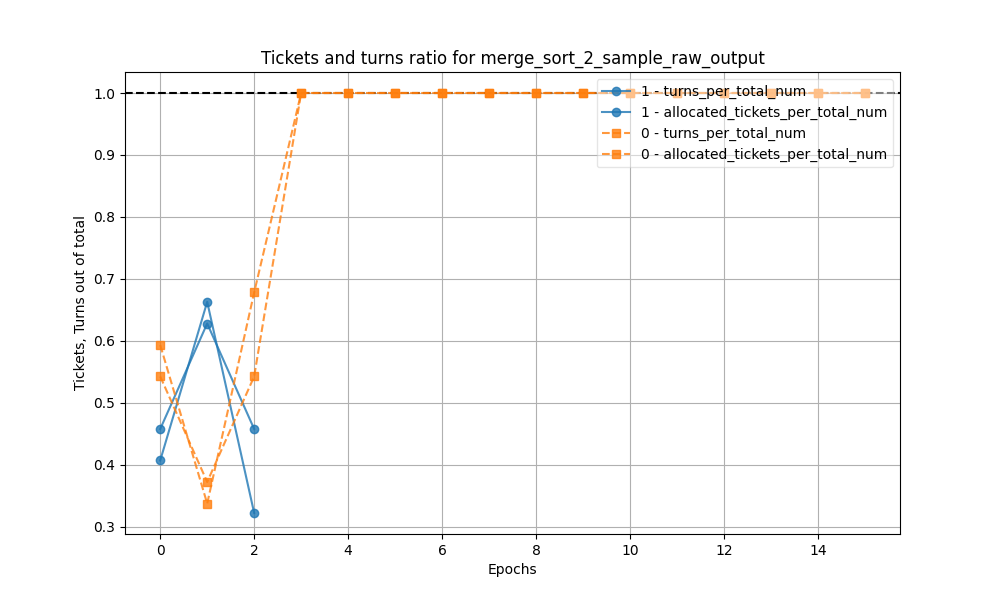 Tickets and turns ratio for merge_sort_2_sample_raw_output
1 - turns_per_total_num
1 - allocated_tickets_per_total_num
0 - turns_per_total_num
0 - allocated_tickets_per_total_num
Tickets, Turns out of total
1.0
0.9
0.8
0.7
0.6
0.5
0.4
0.3
0 2 4 6 8 10 12 14
Epochs